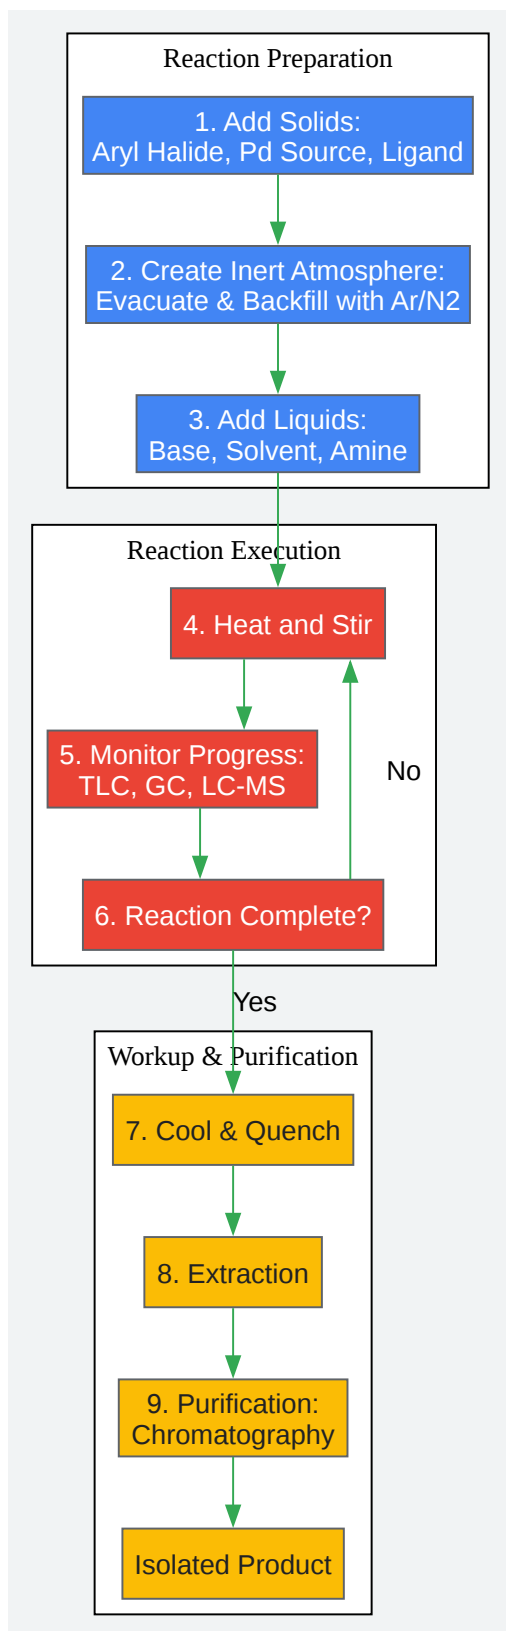 Reaction Preparation
1. Add Solids:
Aryl Halide, Pd Source, Ligand
2. Create Inert Atmosphere:
Evacuate & Backfill with Ar/N2
3. Add Liquids:
Base, Solvent, Amine
Reaction Execution
4. Heat and Stir
5. Monitor Progress:
TLC, GC, LC-MS
No
6. Reaction Complete?
Yes
Workup & Purification
7. Cool & Quench
8. Extraction
9. Purification:
Chromatography
Isolated Product